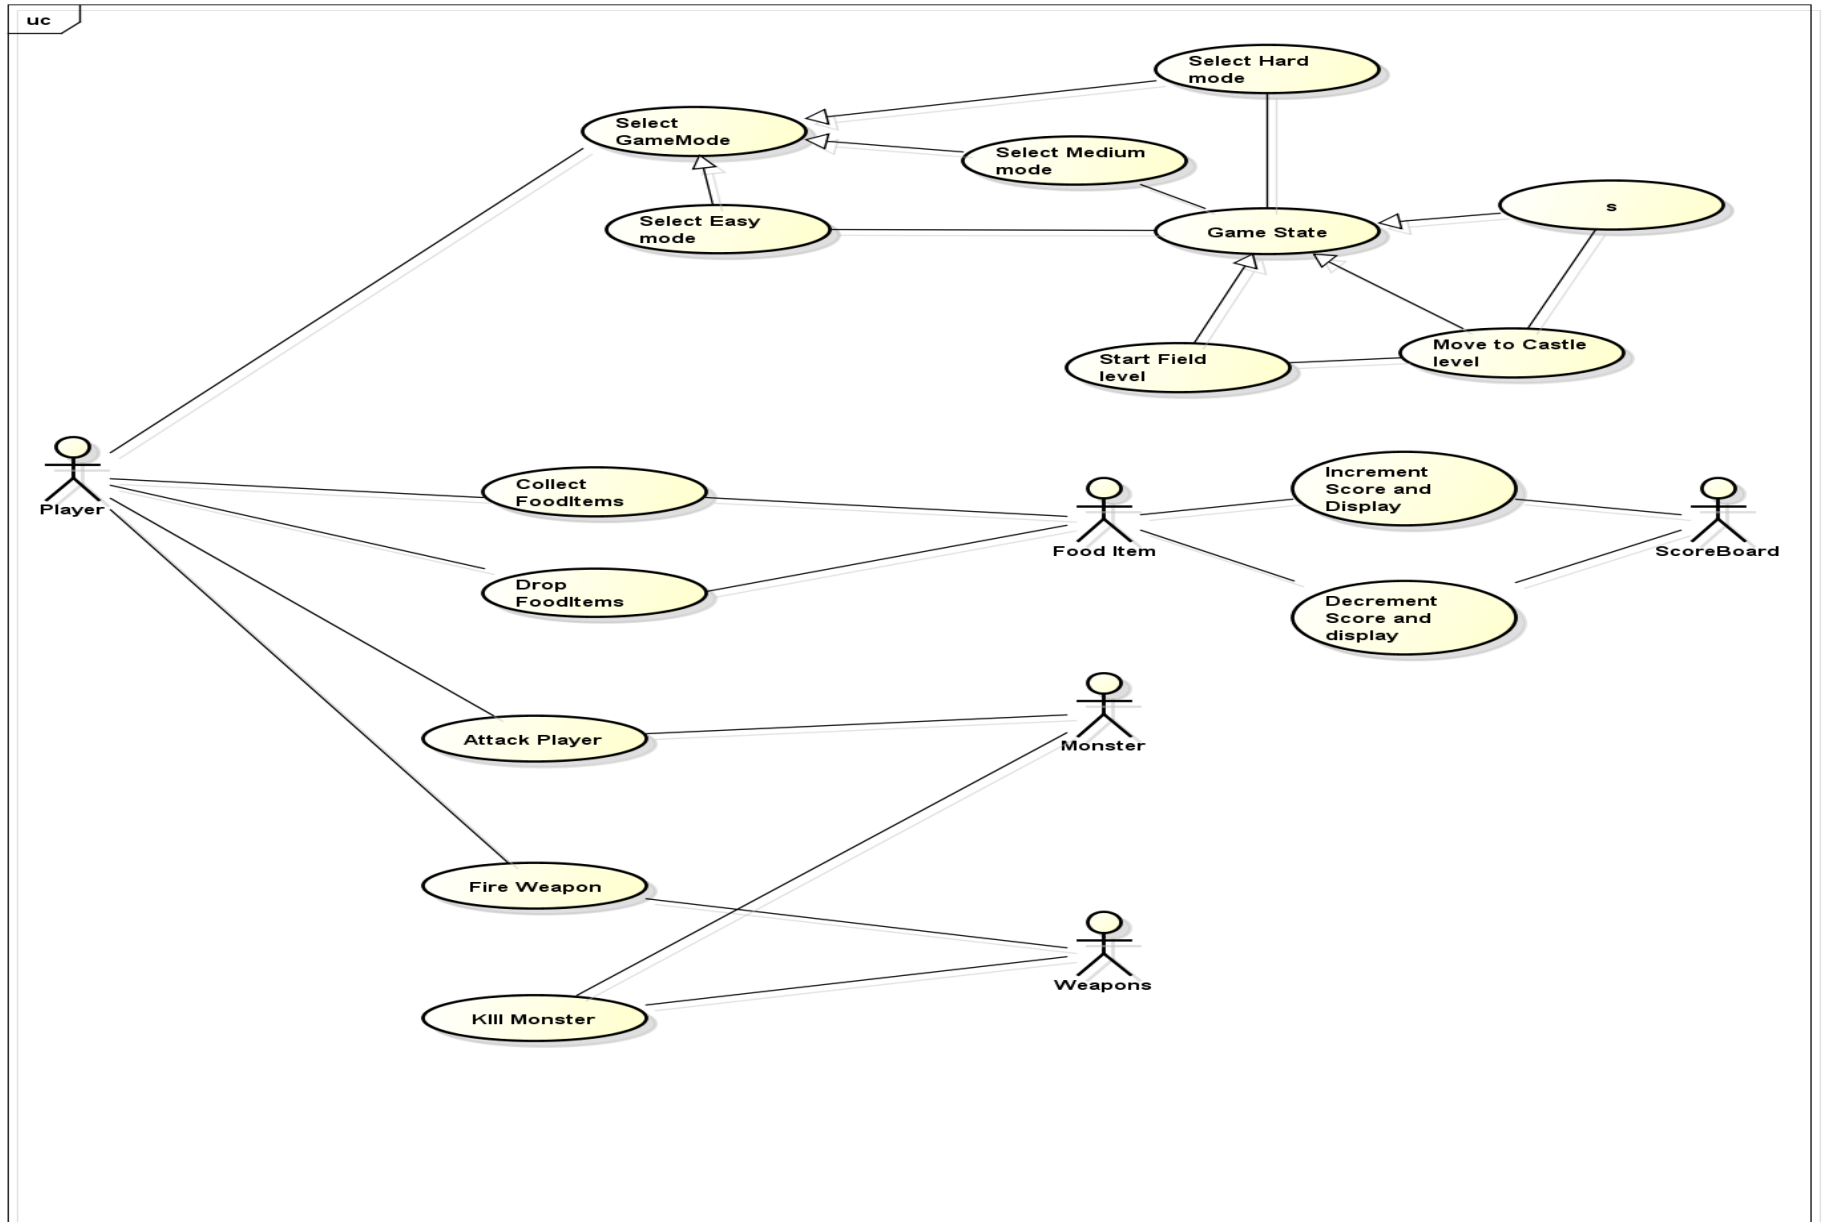 uc
Select Hard
mode
Select
GameMode
Select Medium
mode
Select Easy
mode
Game State
s
Start Field
level
Move to Castle
level
Player
Collect
FoodItems
Drop
FoodItems
Food Item
Increment
Score and
Display
ScoreBoard
Decrement
Score and
display
Attack Player
Monster
Fire Weapon
Weapons
KIll Monster